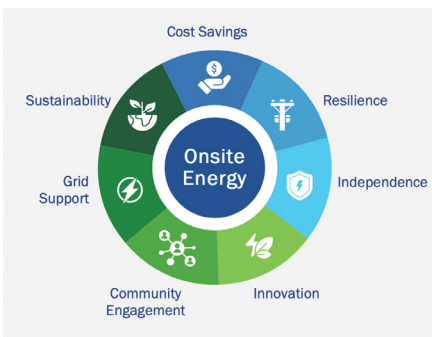 Cost Savings
Sustainability
Resilience
Onsite
Energy
Grid
Support
Independence
Community
Engagement
Innovation